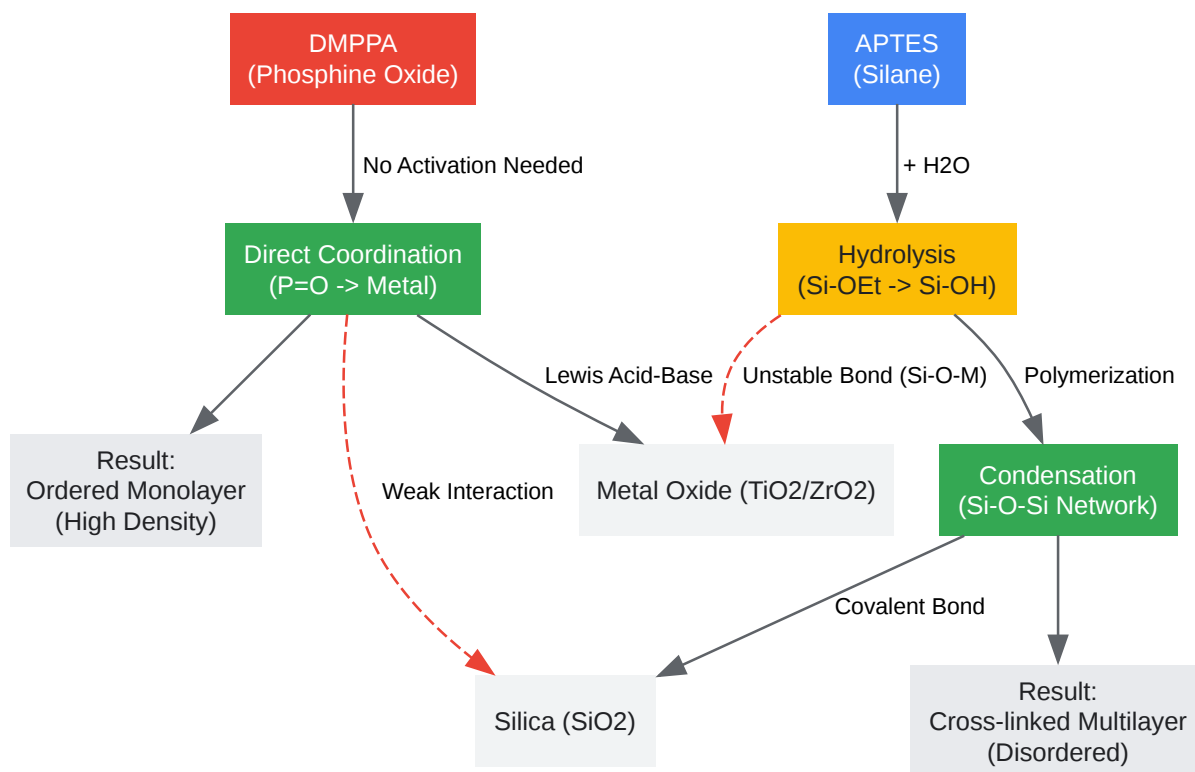 DMPPA
(Phosphine Oxide)
APTES
(Silane)
No Activation Needed
+ H2O
Direct Coordination
(P=O -> Metal)
Hydrolysis
(Si-OEt -> Si-OH)
Lewis Acid-Base
Unstable Bond (Si-O-M)
Polymerization
Result:
Ordered Monolayer
(High Density)
Weak Interaction
Metal Oxide (TiO2/ZrO2)
Condensation
(Si-O-Si Network)
Covalent Bond
Silica (SiO2)
Result:
Cross-linked Multilayer
(Disordered)